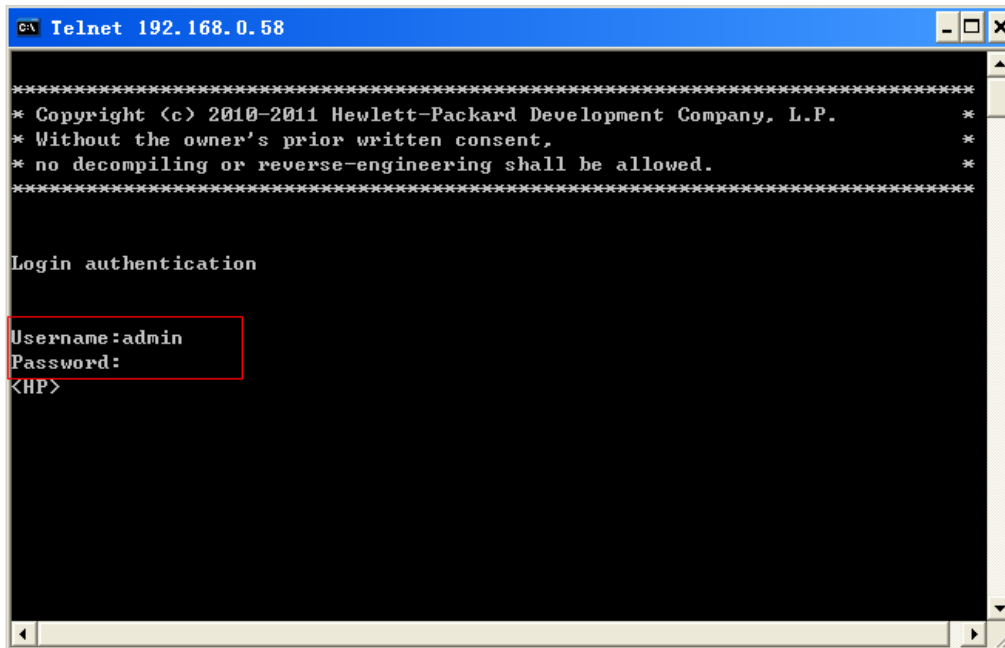 Telnet 192.168.0.58
******************************************************************************
* Copyright (c) 2010-2011 Hewlett-Packard Development Company, L.P.          *
* Without the owner's prior written consent,                                 *
* no decompiling or reverse-engineering shall be allowed.                    *
******************************************************************************
Login authentication
Username:admin
Password:
<HP>